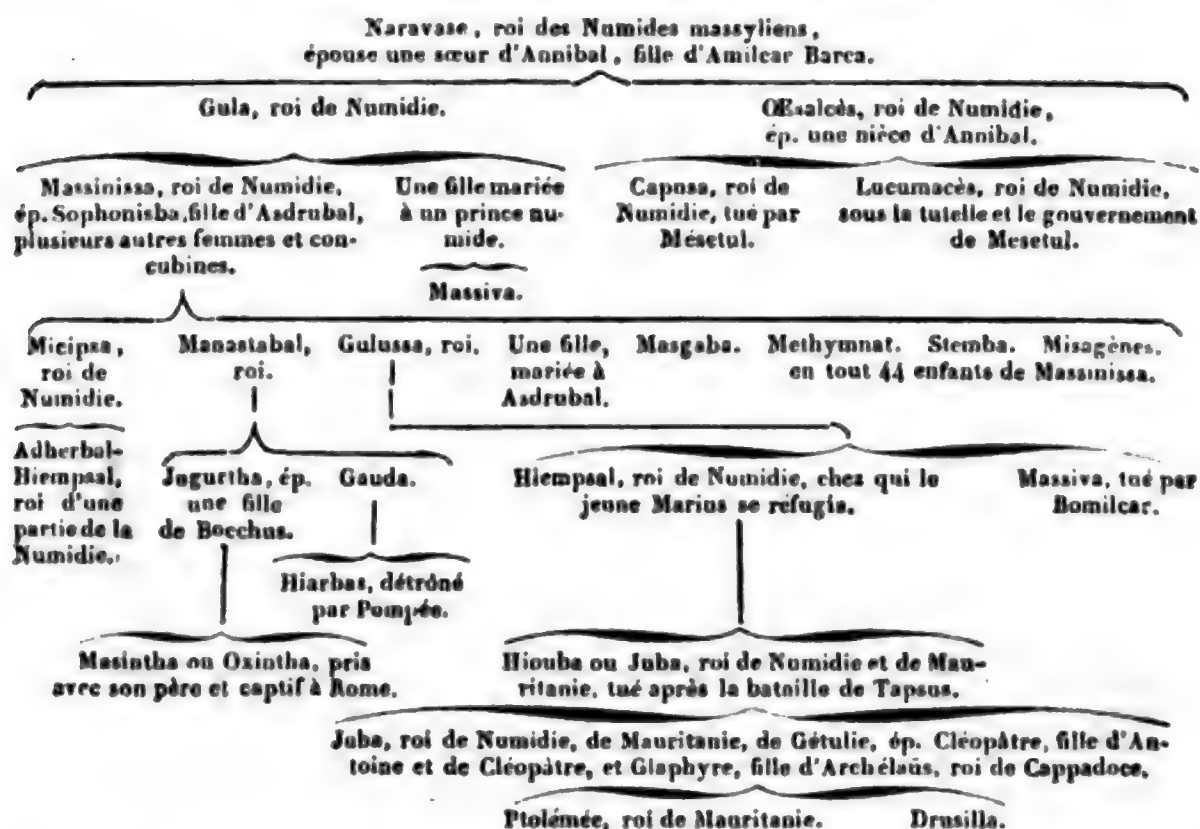 Naravase, roi des Numides massyliens,
épouse une sœur d'Annibal, fille d'Amilcar Barca.
Gula, roi de Numidie.
Œsalcès, roi de Numidie,
ép. une nièce d'Annibal.
Massinissa, roi de Numidie,
ép. Sophonisba, fille d'Asdrubal,
plusieurs autres femmes et con-
cubines.
Une fille mariée
à un prince nu-
mide.
Massiva.
Capusa, roi de
Numidie, tué par
Mésetul.
Lucumacès, roi de Numidie,
sous la tutelle et le gouvernement
de Mesetul.
Micipsa,
roi de
Numidie.
Manastabal,
roi.
Gulussa, roi.
Une fille,
mariée à
Asdrubal.
Masgaba. Methymnat. Stemba. Misagènes.
en tout 44 enfants de Massinissa.
Adherbal-
Hiempsal,
roi d'une
partie de la
Numidie.
Jugurtha, ép.
une fille
de Bocchus.
Gauda.
Hiarbas, détrôné
par Pompée.
Hiempsal, roi de Numidie, chez qui le
jeune Marius se réfugia.
Massiva, tué par
Bomilcar.
Masintha ou Oxintha, pris
avec son père et captif à Rome.
Hiouba ou Juba, roi de Numidie et de Mau-
ritanie, tué après la bataille de Tapsus.
Juba, roi de Numidie, de Mauritanie, de Gétulie, ép. Cléopâtre, fille d'An-
toine et de Cléopâtre, et Glaphyre, fille d'Archélaüs, roi de Cappadoce.
Ptolémée, roi de Mauritanie. Drusilla.